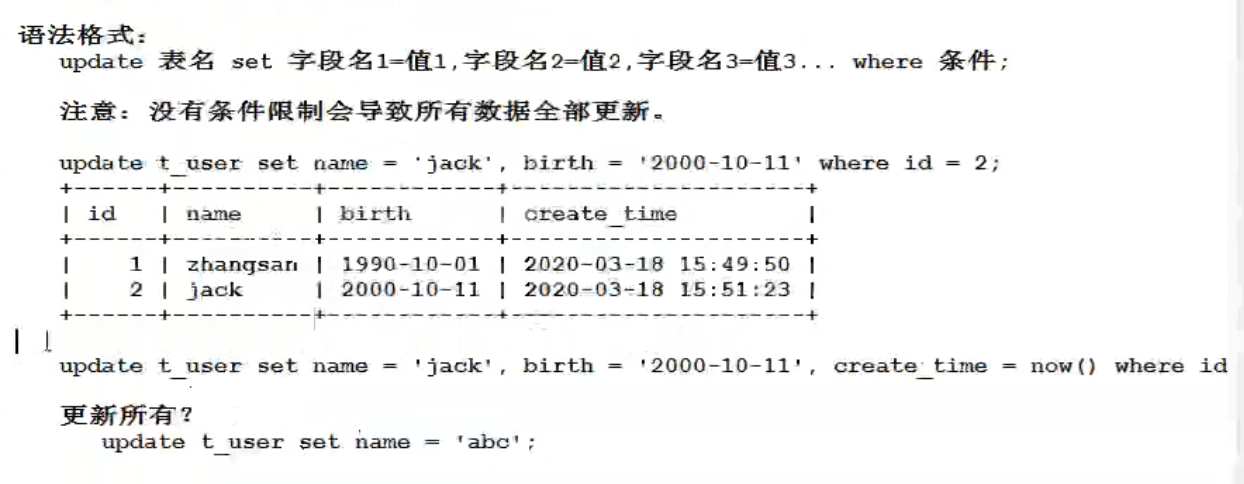 语法格式:
update 表名 set 字段名1=值1,字段名2=值2,字段名3=值3... where 条件;
注意: 没有条件限制会导致所有数据全部更新。
update t_user set name = 'jack', birth = '2000-10-11' where id = 2;
+------+----------+------------+---------------------+
| id   | name     | birth      | create_time         |
+------+----------+------------+---------------------+
|    1 | zhangsan | 1990-10-01 | 2020-03-18 15:49:50 |
|    2 | jack     | 2000-10-11 | 2020-03-18 15:51:23 |
+------+----------+------------+---------------------+
update t_user set name = 'jack', birth = '2000-10-11', create_time = now() where id
更新所有?
update t_user set name = 'abc';